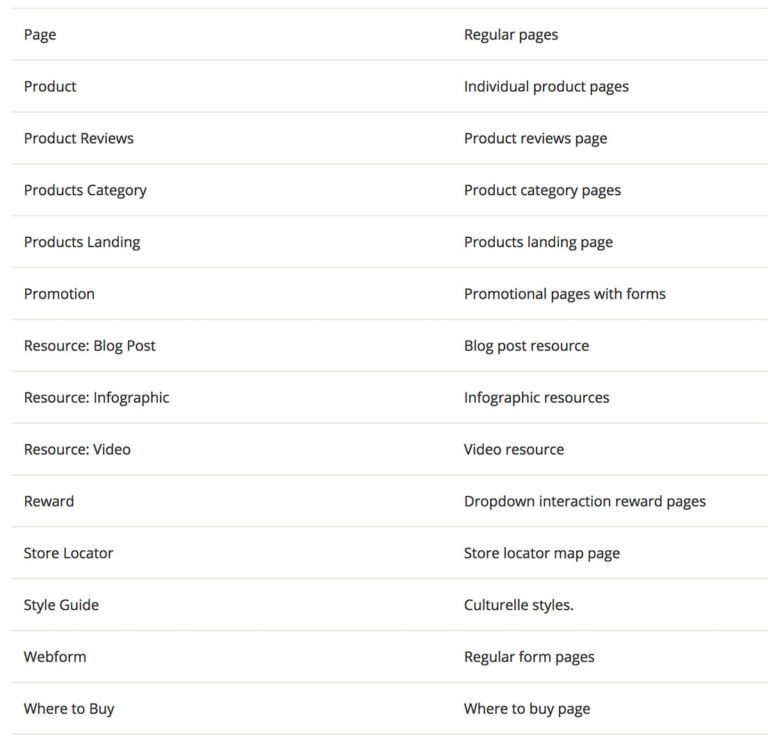 Page Regular pages
Product Individual product pages
Product Reviews Product reviews page
Products Category Product category pages
Products Landing Products landing page
Promotion Promotional pages with forms
Resource: Blog Post Blog post resource
Resource: Infographic Infographic resources
Resource: Video Video resource
Reward Dropdown interaction reward pages
Store Locator Store locator map page
Style Guide Culturelle styles.
Webform Regular form pages
Where to Buy Where to buy page